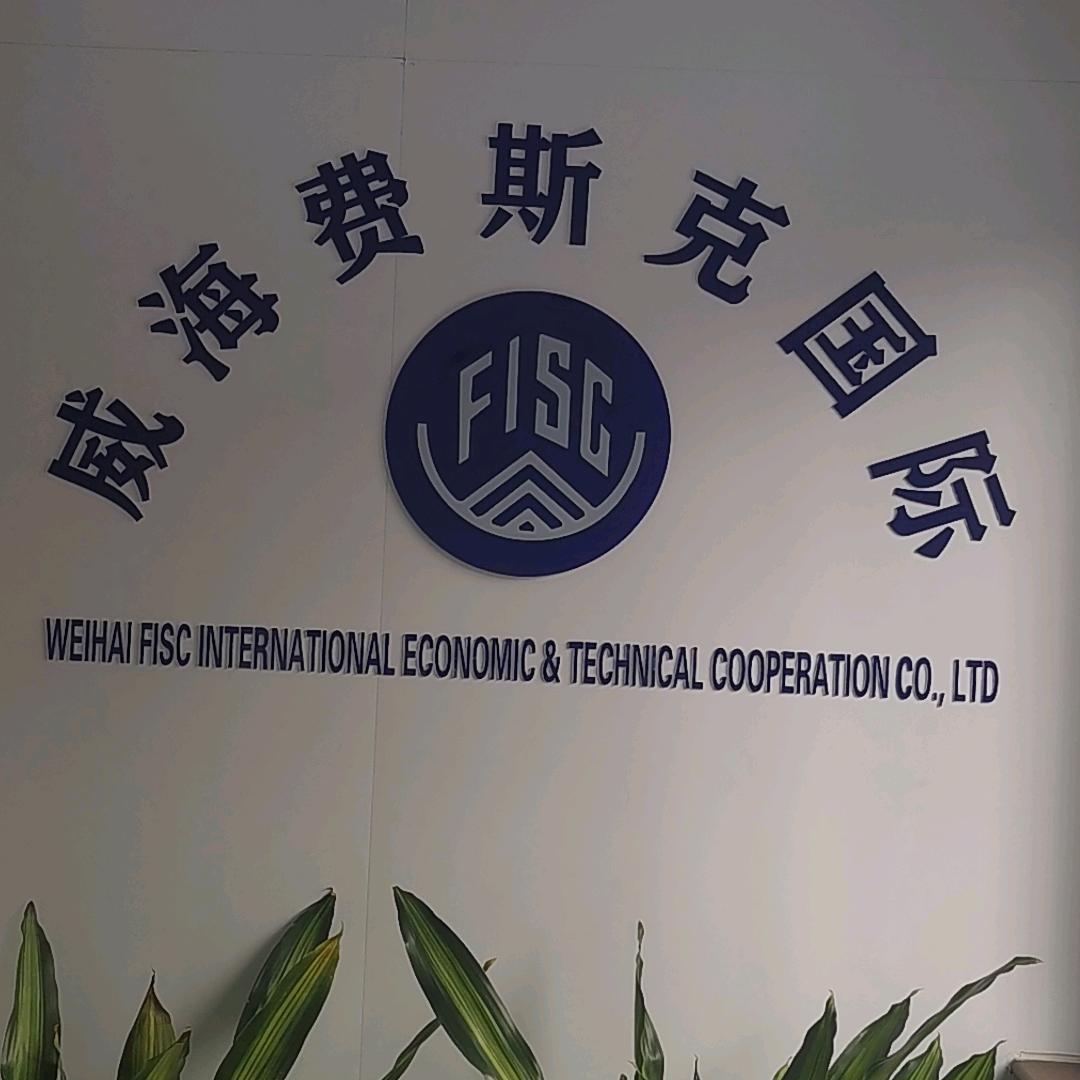 威海费斯克国际
FISC
WEIHAI FISC INTERNATIONAL ECONOMIC & TECHNICAL COOPERATION CO., LTD